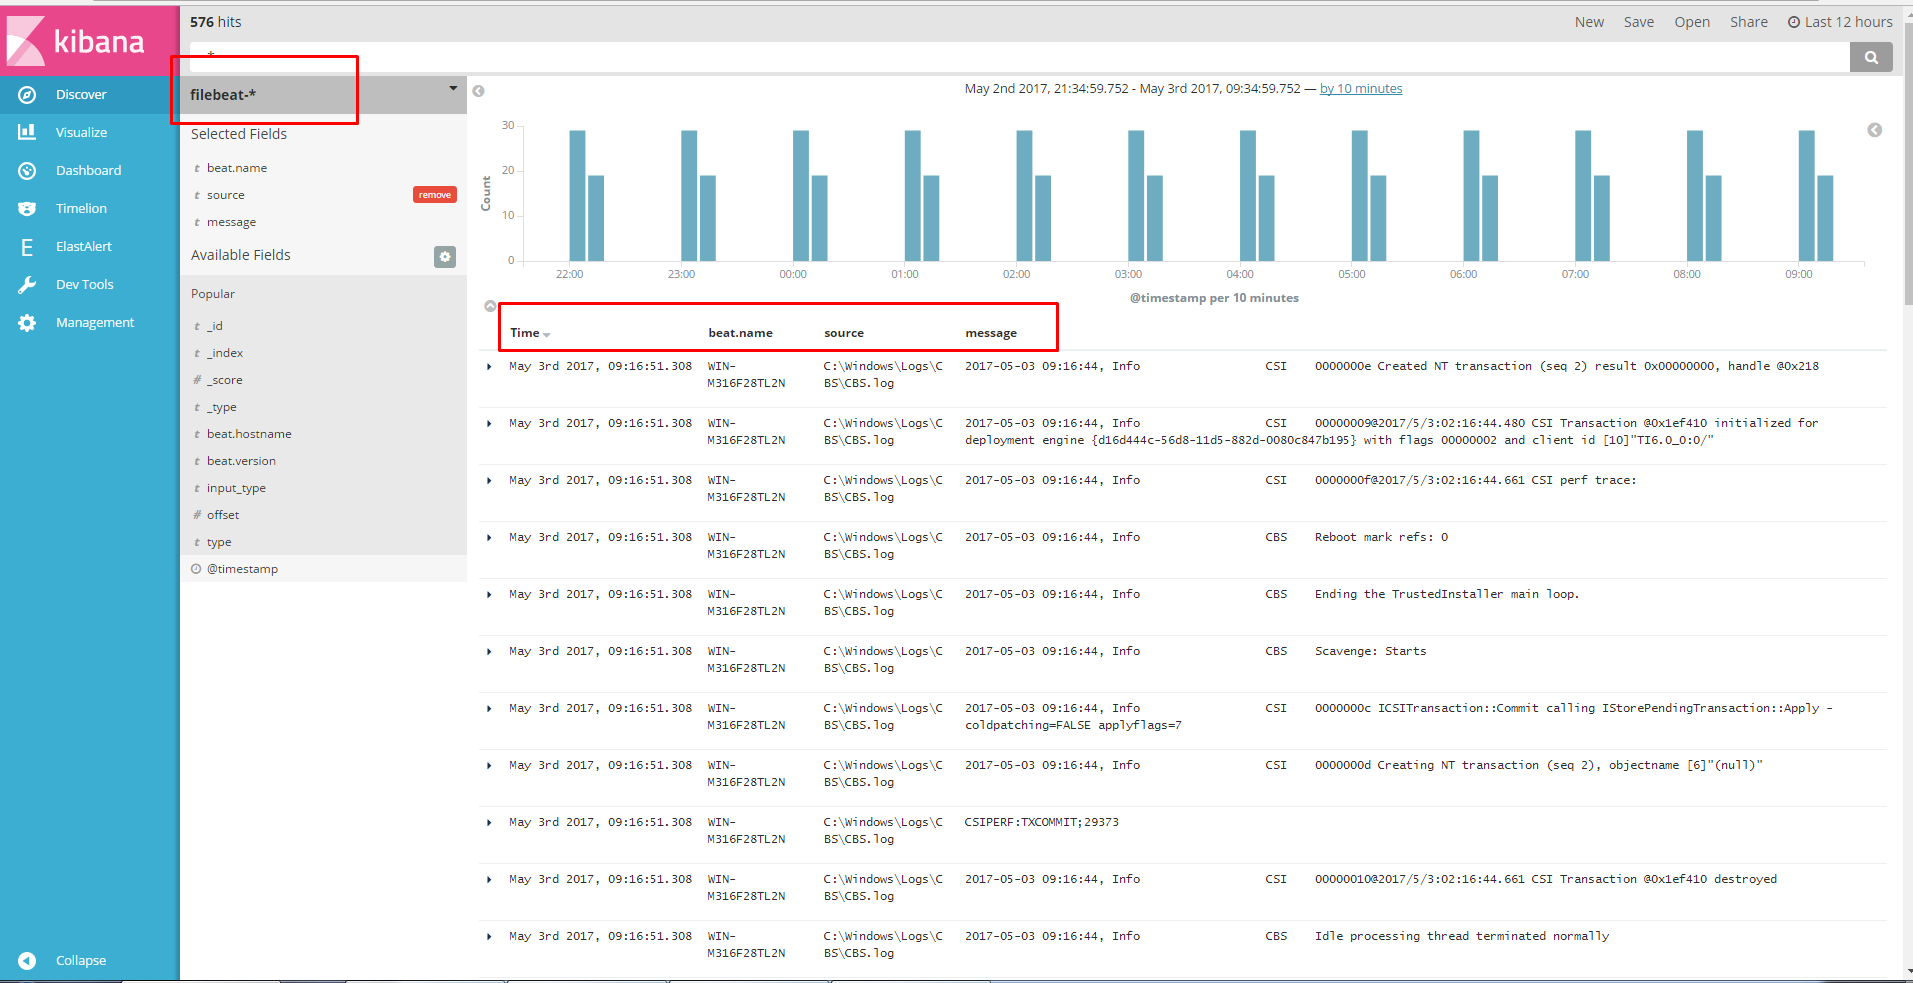 576 hits
New Save Open Share Last 12 hours
kibana
*
Discover
Visualize
Dashboard
Timelion
E ElastAlert
Dev Tools
Management
Collapse
filebeat-*
Selected Fields
t beat.name
t source remove
t message
Available Fields
Popular
t _id
t _index
# _score
t _type
t beat.hostname
t beat.version
t input_type
# offset
t type
@timestamp
May 2nd 2017, 21:34:59.752 - May 3rd 2017, 09:34:59.752 — by 10 minutes
Count
30
20
10
0
22:00 23:00 00:00 01:00 02:00 03:00 04:00 05:00 06:00 07:00 08:00 09:00
@timestamp per 10 minutes
Time beat.name source message
May 3rd 2017, 09:16:51.308 WIN- C:\Windows\Logs\C 2017-05-03 09:16:44, Info CSI 0000000e Created NT transaction (seq 2) result 0x00000000, handle @0x218
M316F28TL2N BS\CBS.log
May 3rd 2017, 09:16:51.308 WIN- C:\Windows\Logs\C 2017-05-03 09:16:44, Info CSI 00000009@2017/5/3:02:16:44.480 CSI Transaction @0x1ef410 initialized for
M316F28TL2N BS\CBS.log deployment engine {d16d444c-56d8-11d5-882d-0080c847b195} with flags 00000002 and client id [10]"TI6.0_0:0/"
May 3rd 2017, 09:16:51.308 WIN- C:\Windows\Logs\C 2017-05-03 09:16:44, Info CSI 0000000f@2017/5/3:02:16:44.661 CSI perf trace:
M316F28TL2N BS\CBS.log
May 3rd 2017, 09:16:51.308 WIN- C:\Windows\Logs\C 2017-05-03 09:16:44, Info CBS Reboot mark refs: 0
M316F28TL2N BS\CBS.log
May 3rd 2017, 09:16:51.308 WIN- C:\Windows\Logs\C 2017-05-03 09:16:44, Info CBS Ending the TrustedInstaller main loop.
M316F28TL2N BS\CBS.log
May 3rd 2017, 09:16:51.308 WIN- C:\Windows\Logs\C 2017-05-03 09:16:44, Info CBS Scavenge: Starts
M316F28TL2N BS\CBS.log
May 3rd 2017, 09:16:51.308 WIN- C:\Windows\Logs\C 2017-05-03 09:16:44, Info CSI 0000000c ICSITransaction::Commit calling IStorePendingTransaction::Apply -
M316F28TL2N BS\CBS.log coldpatching=FALSE applyflags=7
May 3rd 2017, 09:16:51.308 WIN- C:\Windows\Logs\C 2017-05-03 09:16:44, Info CSI 0000000d Creating NT transaction (seq 2), objectname [6]"(null)"
M316F28TL2N BS\CBS.log
May 3rd 2017, 09:16:51.308 WIN- C:\Windows\Logs\C CSIPERF:TXCOMMIT;29373
M316F28TL2N BS\CBS.log
May 3rd 2017, 09:16:51.308 WIN- C:\Windows\Logs\C 2017-05-03 09:16:44, Info CSI 00000010@2017/5/3:02:16:44.661 CSI Transaction @0x1ef410 destroyed
M316F28TL2N BS\CBS.log
May 3rd 2017, 09:16:51.308 WIN- C:\Windows\Logs\C 2017-05-03 09:16:44, Info CBS Idle processing thread terminated normally
M316F28TL2N BS\CBS.log